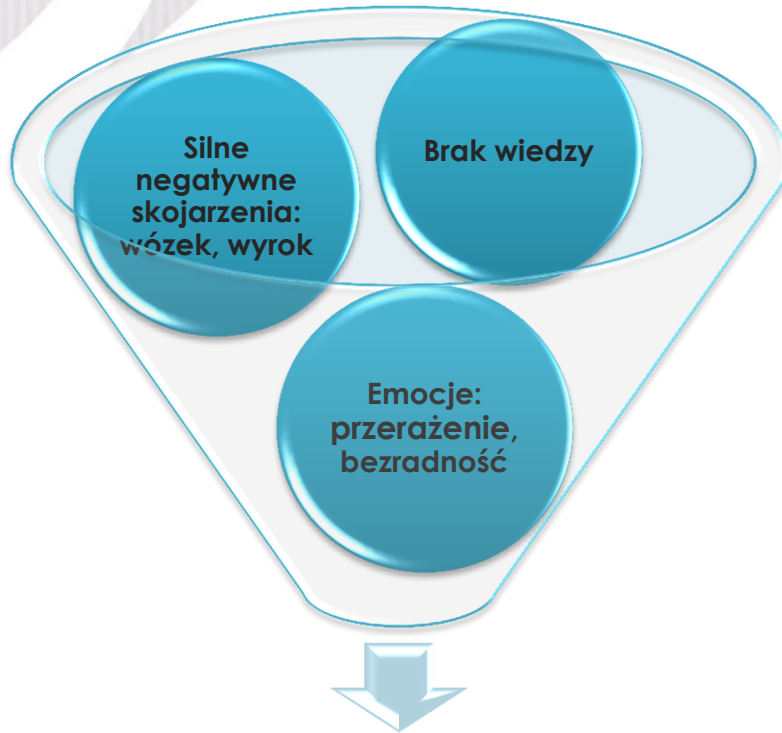 Silne
negatywne
skojarzenia:
wózek, wyrok
Brak wiedzy
Emocje:
przerażenie,
bezradność